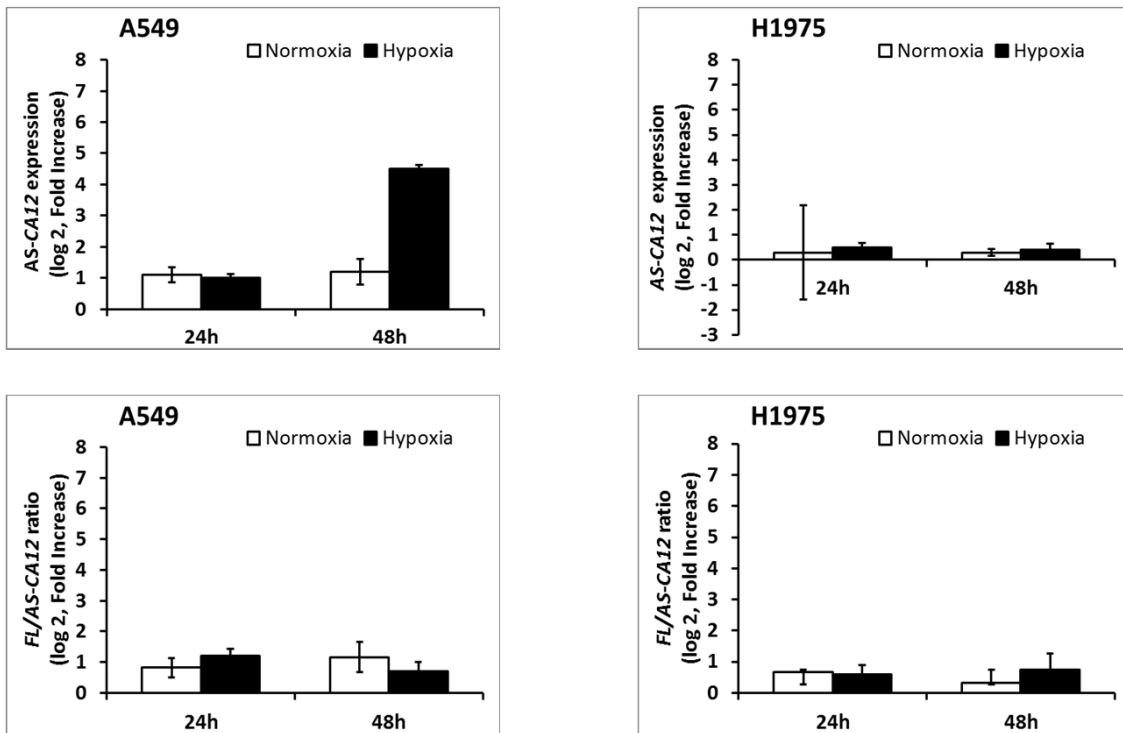 A549
Normoxia Hypoxia
AS-CA12 expression
(log 2, Fold Increase)
8
7
6
5
4
3
2
1
0
24h 48h
H1975
Normoxia Hypoxia
AS-CA12 expression
(log 2, Fold Increase)
8
7
6
5
4
3
2
1
0
-1
-2
-3
24h 48h
A549
Normoxia Hypoxia
FL/AS-CA12 ratio
(log 2, Fold Increase)
8
7
6
5
4
3
2
1
0
24h 48h
H1975
Normoxia Hypoxia
FL/AS-CA12 ratio
(log 2, Fold Increase)
8
7
6
5
4
3
2
1
0
24h 48h